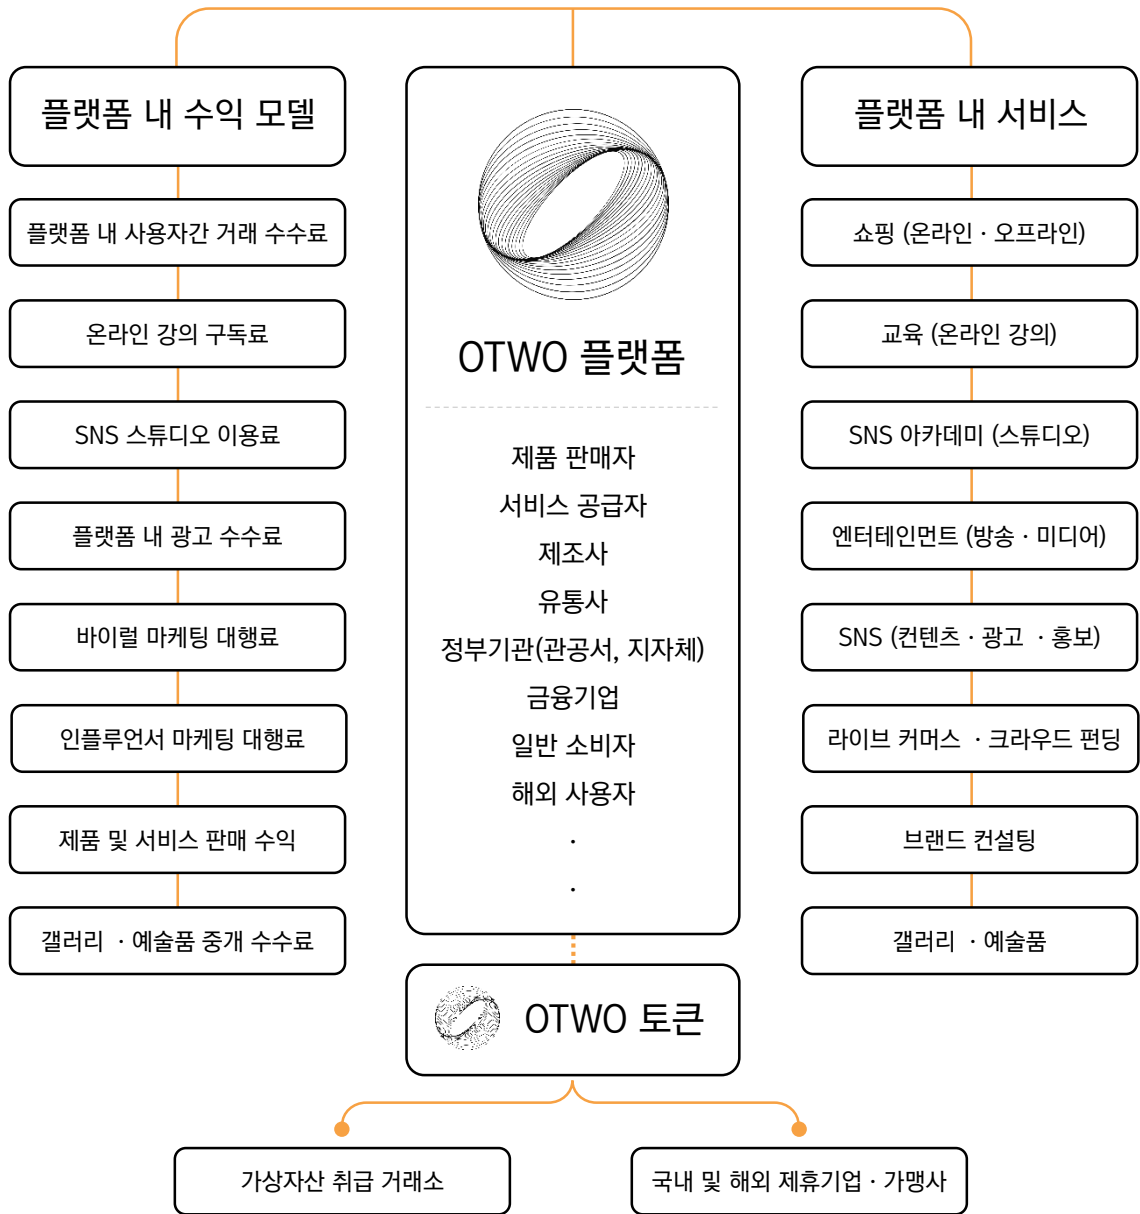 플랫폼 내 수익 모델
플랫폼 내 사용자간 거래 수수료
온라인 강의 구독료
SNS 스튜디오 이용료
플랫폼 내 광고 수수료
바이럴 마케팅 대행료
인플루언서 마케팅 대행료
제품 및 서비스 판매 수익
갤러리 · 예술품 중개 수수료
OTWO 플랫폼
제품 판매자
서비스 공급자
제조사
유통사
정부기관(관공서, 지자체)
금융기업
일반 소비자
해외 사용자
·
·
플랫폼 내 서비스
쇼핑 (온라인 · 오프라인)
교육 (온라인 강의)
SNS 아카데미 (스튜디오)
엔터테인먼트 (방송 · 미디어)
SNS (컨텐츠 · 광고 · 홍보)
라이브 커머스 · 크라우드 펀딩
브랜드 컨설팅
갤러리 · 예술품
OTWO 토큰
가상자산 취급 거래소
국내 및 해외 제휴기업 · 가맹사